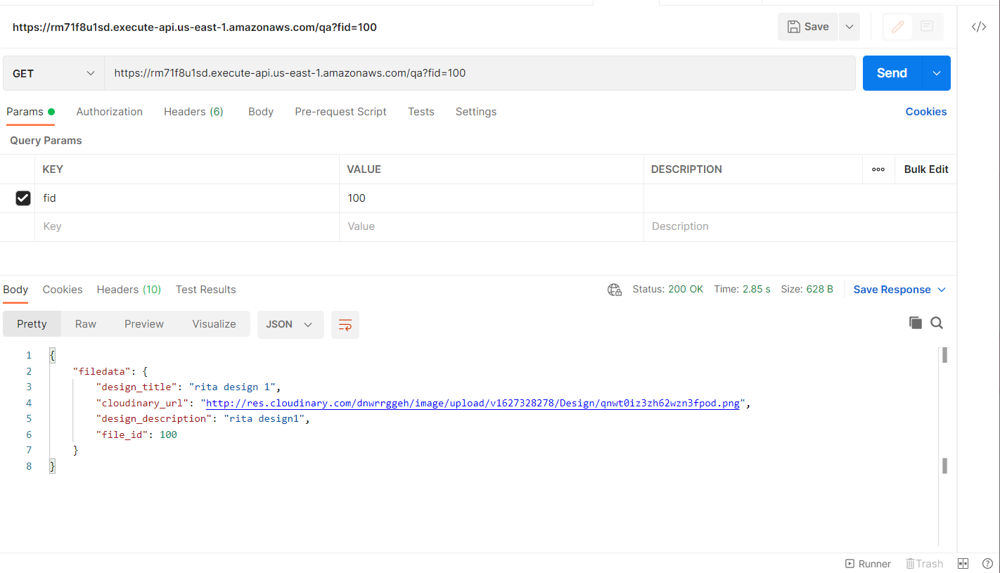 https://rm71f8u1sd.execute-api.us-east-1.amazonaws.com/qa?fid=100 Save
GET https://rm71f8u1sd.execute-api.us-east-1.amazonaws.com/qa?fid=100 Send
Params Authorization Headers (6) Body Pre-request Script Tests Settings Cookies
Query Params
KEY VALUE DESCRIPTION Bulk Edit
fid 100
Key Value Description
Body Cookies Headers (10) Test Results Status: 200 OK Time: 2.85 s Size: 628 B Save Response
Pretty Raw Preview Visualize JSON
1 {
2 "filedata": {
3 "design_title": "rita design 1",
4 "cloudinary_url": "http://res.cloudinary.com/dnwrrggeh/image/upload/v1627328278/Design/qnwt0iz3zh62wzn3fpod.png",
5 "design_description": "rita design1",
6 "file_id": 100
7 }
8 }
Runner Trash